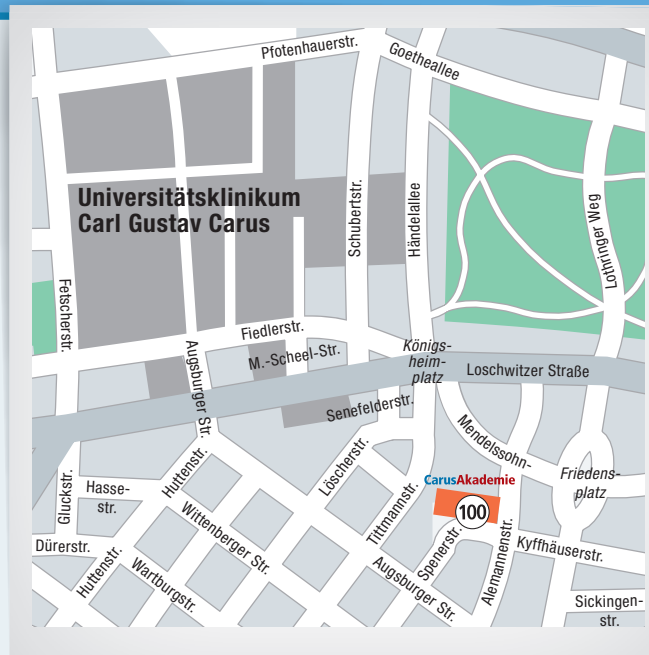 Pfotenhauerstr.
Goetheallee
Universitätsklinikum
Carl Gustav Carus
Schubertstr.
Händelallee
Lothringer Weg
Fetscherstr.
Fiedlerstr.
M.-Scheel-Str.
Augsburger Str.
Königs-
heim-
platz
Loschwitzer Straße
Senefelderstr.
Mendelssohn-
Löscherstr.
Huttenstr.
Gluckstr.
Hasse-
str.
CarusAkademie
100
Friedens-
platz
Tittmannstr.
Wittenberger Str.
Dürerstr.
Huttenstr.
Wartburgstr.
Augsburger Str.
Spenerstr.
Alemannenstr.
Kyffhäuserstr.
Sickingen-
str.